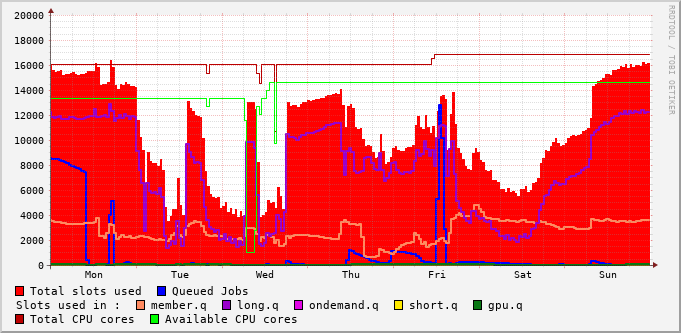 20000
18000
16000
14000
12000
10000
8000
6000
4000
2000
0
Mon Tue Wed Thu Fri Sat Sun
Total slots used Queued Jobs
Slots used in : member.q long.q ondemand.q short.q gpu.q
Total CPU cores Available CPU cores
RRDTOOL / TOBI OETIKER